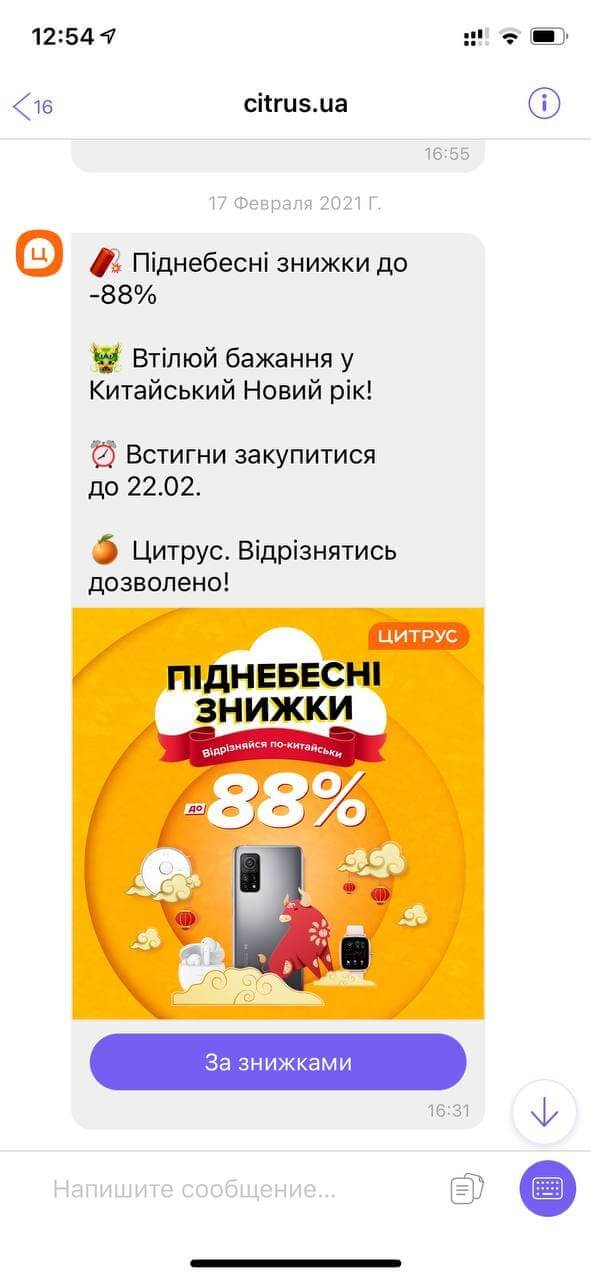 12:54
16
citrus.ua
16:55
17 Февраля 2021 Г.
Ц
Піднебесні знижки до
-88%
Втілюй бажання у
Китайський Новий рік!
Встигни закупитися
до 22.02.
Цитрус. Відрізнятись
дозволено!
ЦИТРУС
ПІДНЕБЕСНІ
ЗНИЖКИ
Відрізняйся по-китайськи
до 88%
За знижками
16:31
Напишите сообщение...